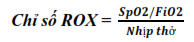 Chỉ số ROX = SpO2/FiO2
Nhịp thở